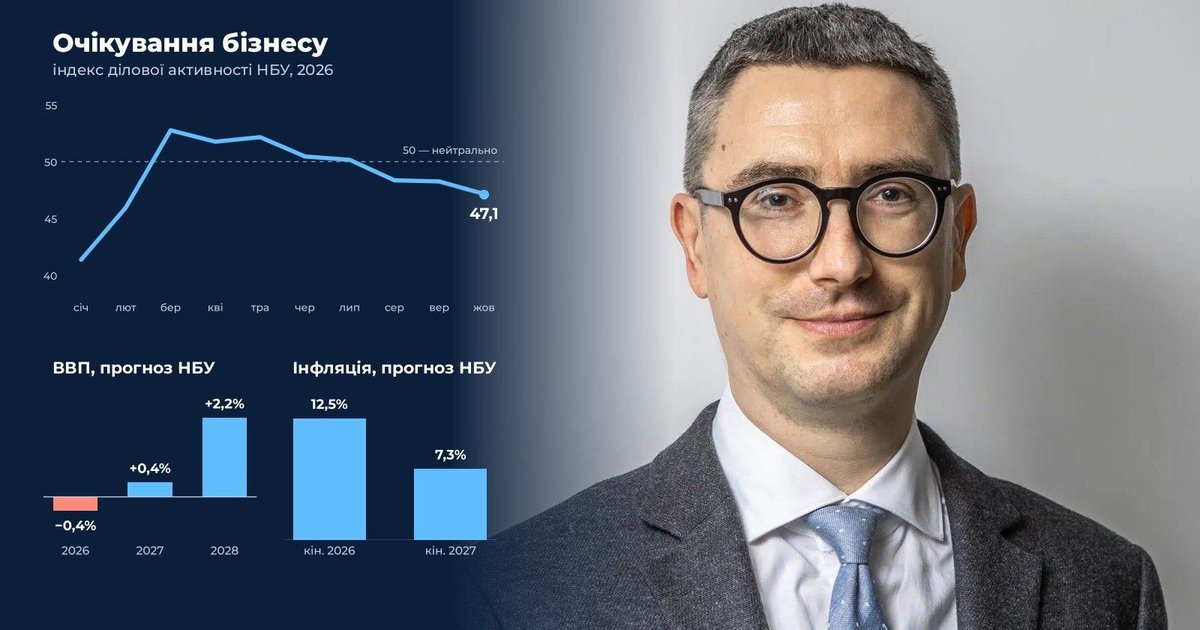 Очікування бізнесу
індекс ділової активності НБУ, 2026
55
50
50 — нейтрально
45
47,1
40
січ лют бер кві тра чер лип сер вер жов
ВВП, прогноз НБУ
−0,4%
+0,4%
+2,2%
2026 2027 2028
Інфляція, прогноз НБУ
12,5%
7,3%
кін. 2026 кін. 2027